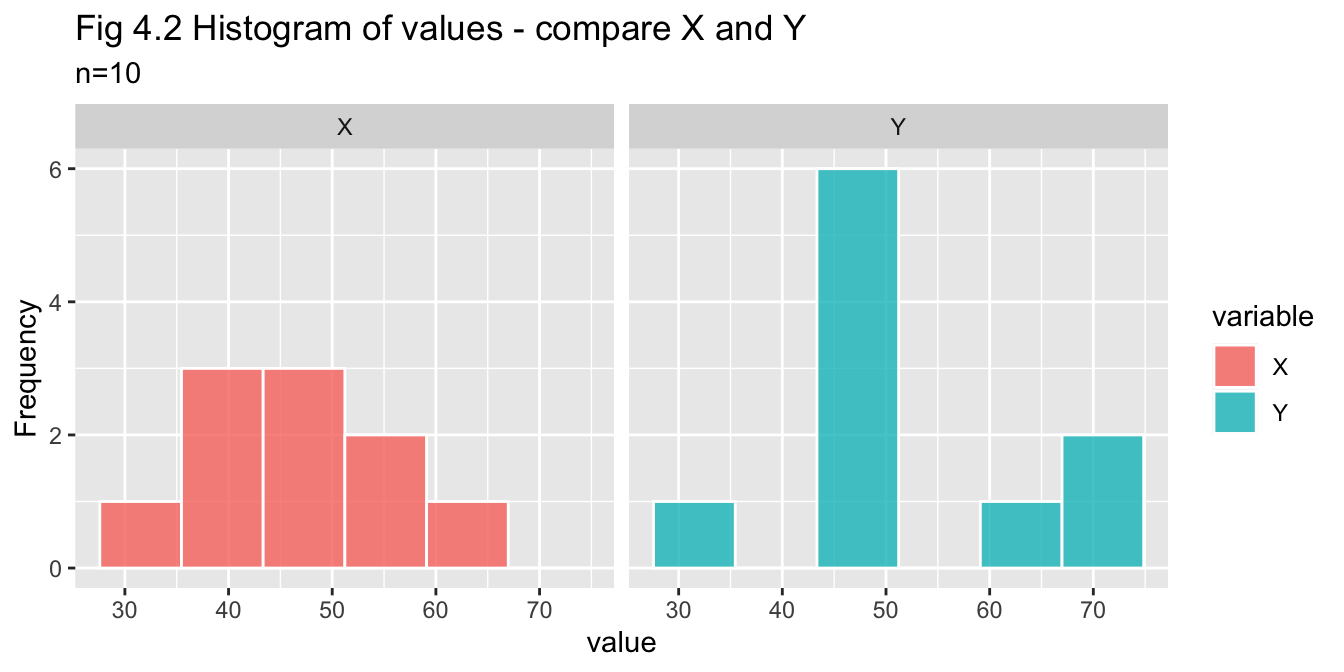 Fig 4.2 Histogram of values - compare X and Y
n=10
X
Y
6
4
2
0
Frequency
30 40 50 60 70
30 40 50 60 70
value
variable
X
Y